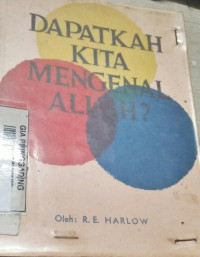 DAPATKAH
KITA
MENGENAL
ALLAH?
Oleh: R. E. HARLOW